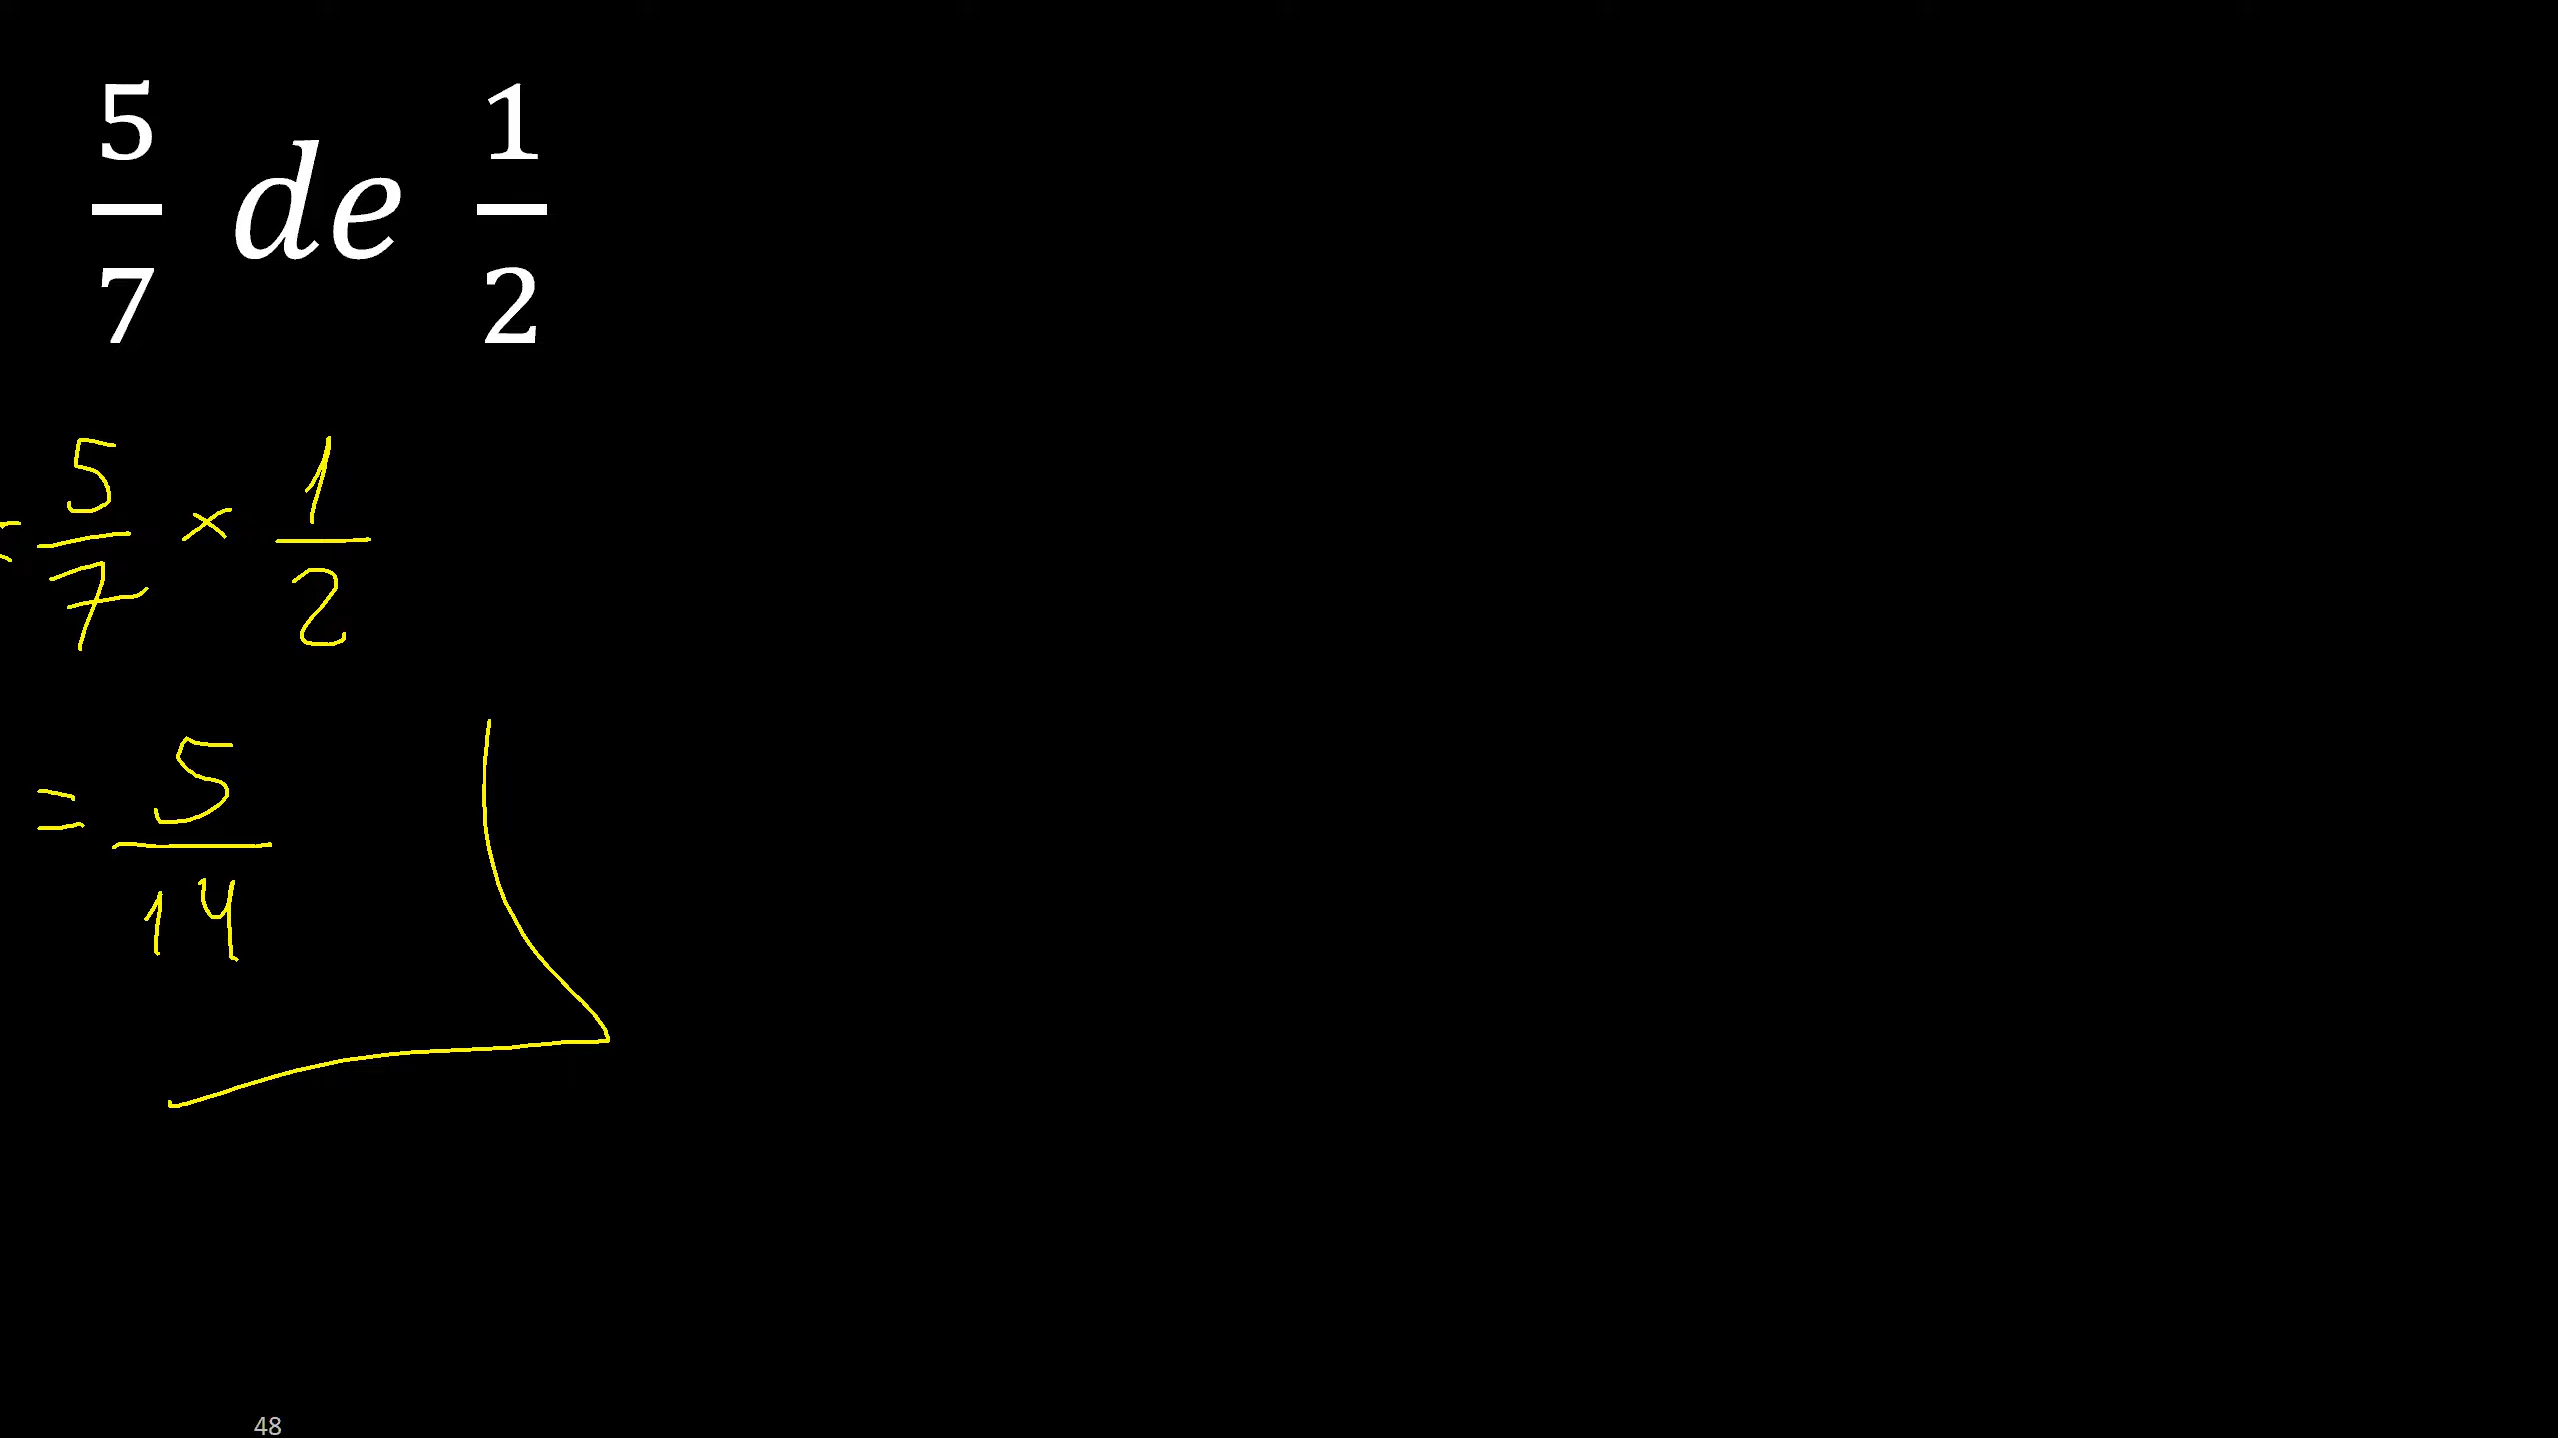 5/7 de 1/2
= 5/7 × 1/2
= 5/14
48